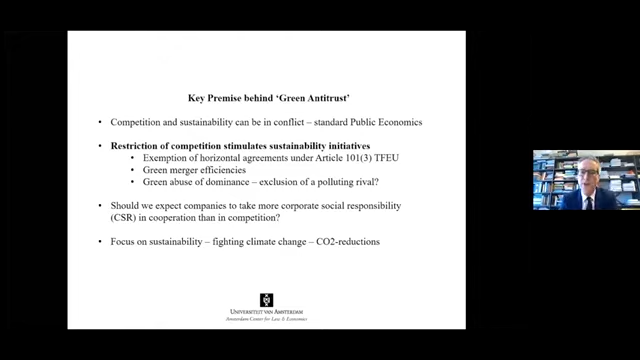 Key Premise behind ‘Green Antitrust’
• Competition and sustainability can be in conflict – standard Public Economics
• Restriction of competition stimulates sustainability initiatives
• Exemption of horizontal agreements under Article 101(3) TFEU
• Green merger efficiencies
• Green abuse of dominance – exclusion of a polluting rival?
• Should we expect companies to take more corporate social responsibility
(CSR) in cooperation than in competition?
• Focus on sustainability – fighting climate change – CO2-reductions
UNIVERSITEIT VAN AMSTERDAM
Amsterdam Center for Law & Economics